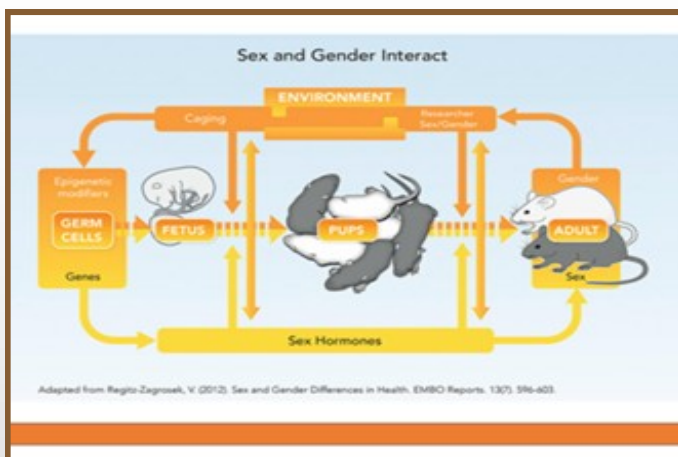 Sex and Gender Interact
ENVIRONMENT
Caging
Researcher
Sex/Gender
Epigenetic
modifiers
Gender
GERM
CELLS
FETUS
PUPS
ADULT
Genes
Sex
Sex Hormones
Adapted from Regitz-Zagrosek, V. (2012). Sex and Gender Differences in Health. EMBO Reports. 13(7). 596-603.